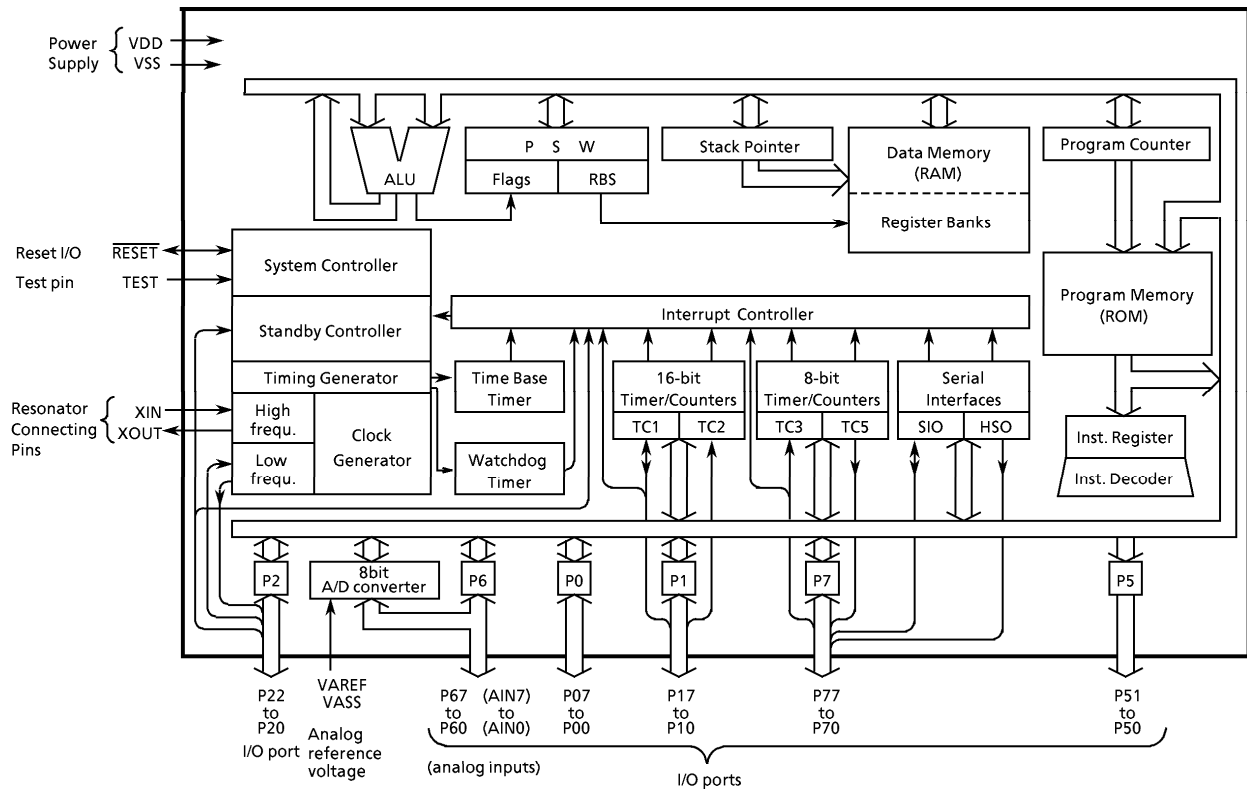 Power
Supply
VDD
VSS
P S W
Flags
RBS
ALU
Stack Pointer
Data Memory
(RAM)
Register Banks
Program Counter
Reset I/O
RESET
Test pin
TEST
System Controller
Standby Controller
Timing Generator
High
frequ.
Low
frequ.
Clock
Generator
Interrupt Controller
Program Memory
(ROM)
Resonator
Connecting
Pins
XIN
XOUT
Time Base
Timer
Watchdog
Timer
16-bit
Timer/Counters
TC1
TC2
8-bit
Timer/Counters
TC3
TC5
Serial
Interfaces
SIO
HSO
Inst. Register
Inst. Decoder
P2
8bit
A/D converter
P6
P0
P1
P7
P5
P22
to
P20
I/O port
VAREF
VASS
Analog
reference
voltage
P67
to
P60
(AIN7)
to
(AIN0)
(analog inputs)
P07
to
P00
P17
to
P10
P77
to
P70
P51
to
P50
I/O ports